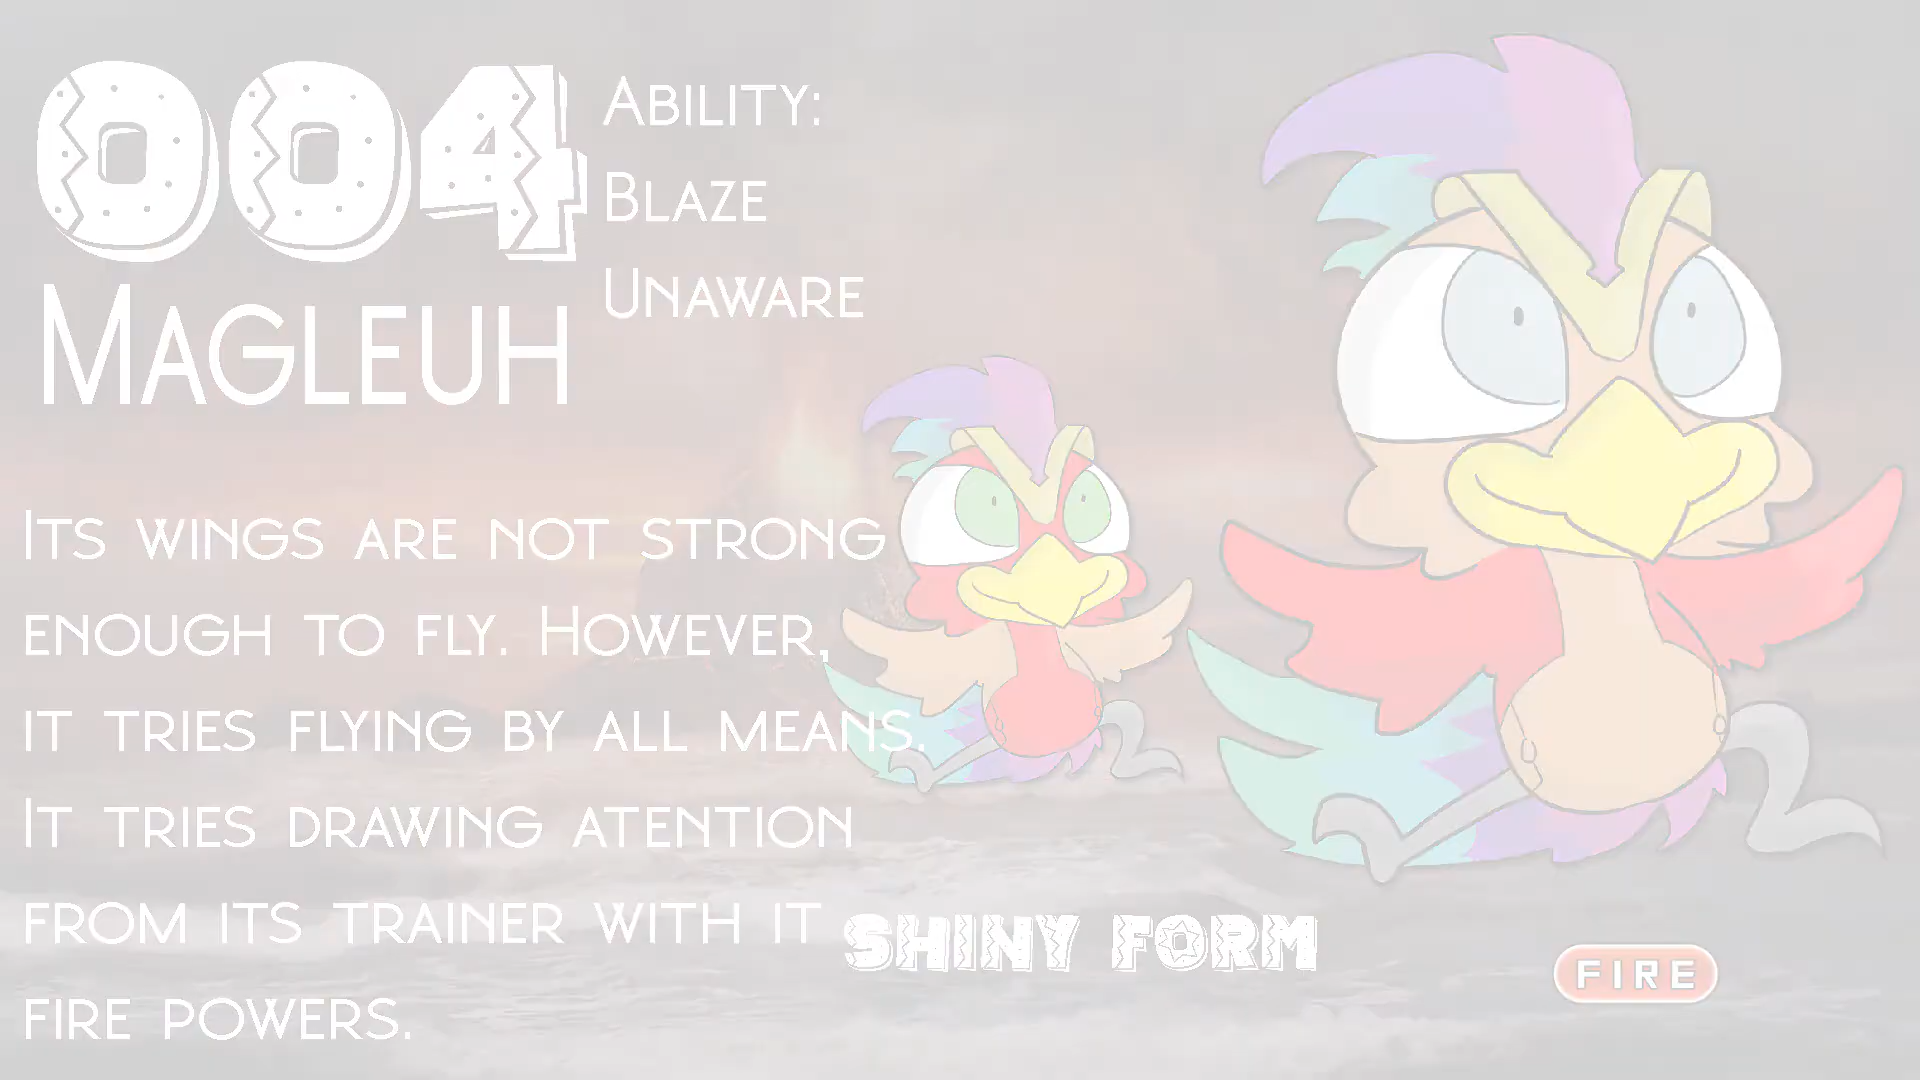 004
Magleuh
Ability:
Blaze
Unaware
Its wings are not strong
enough to fly. However,
it tries flying by all means.
It tries drawing atention
from its trainer with it
fire powers.
SHINY FORM
FIRE